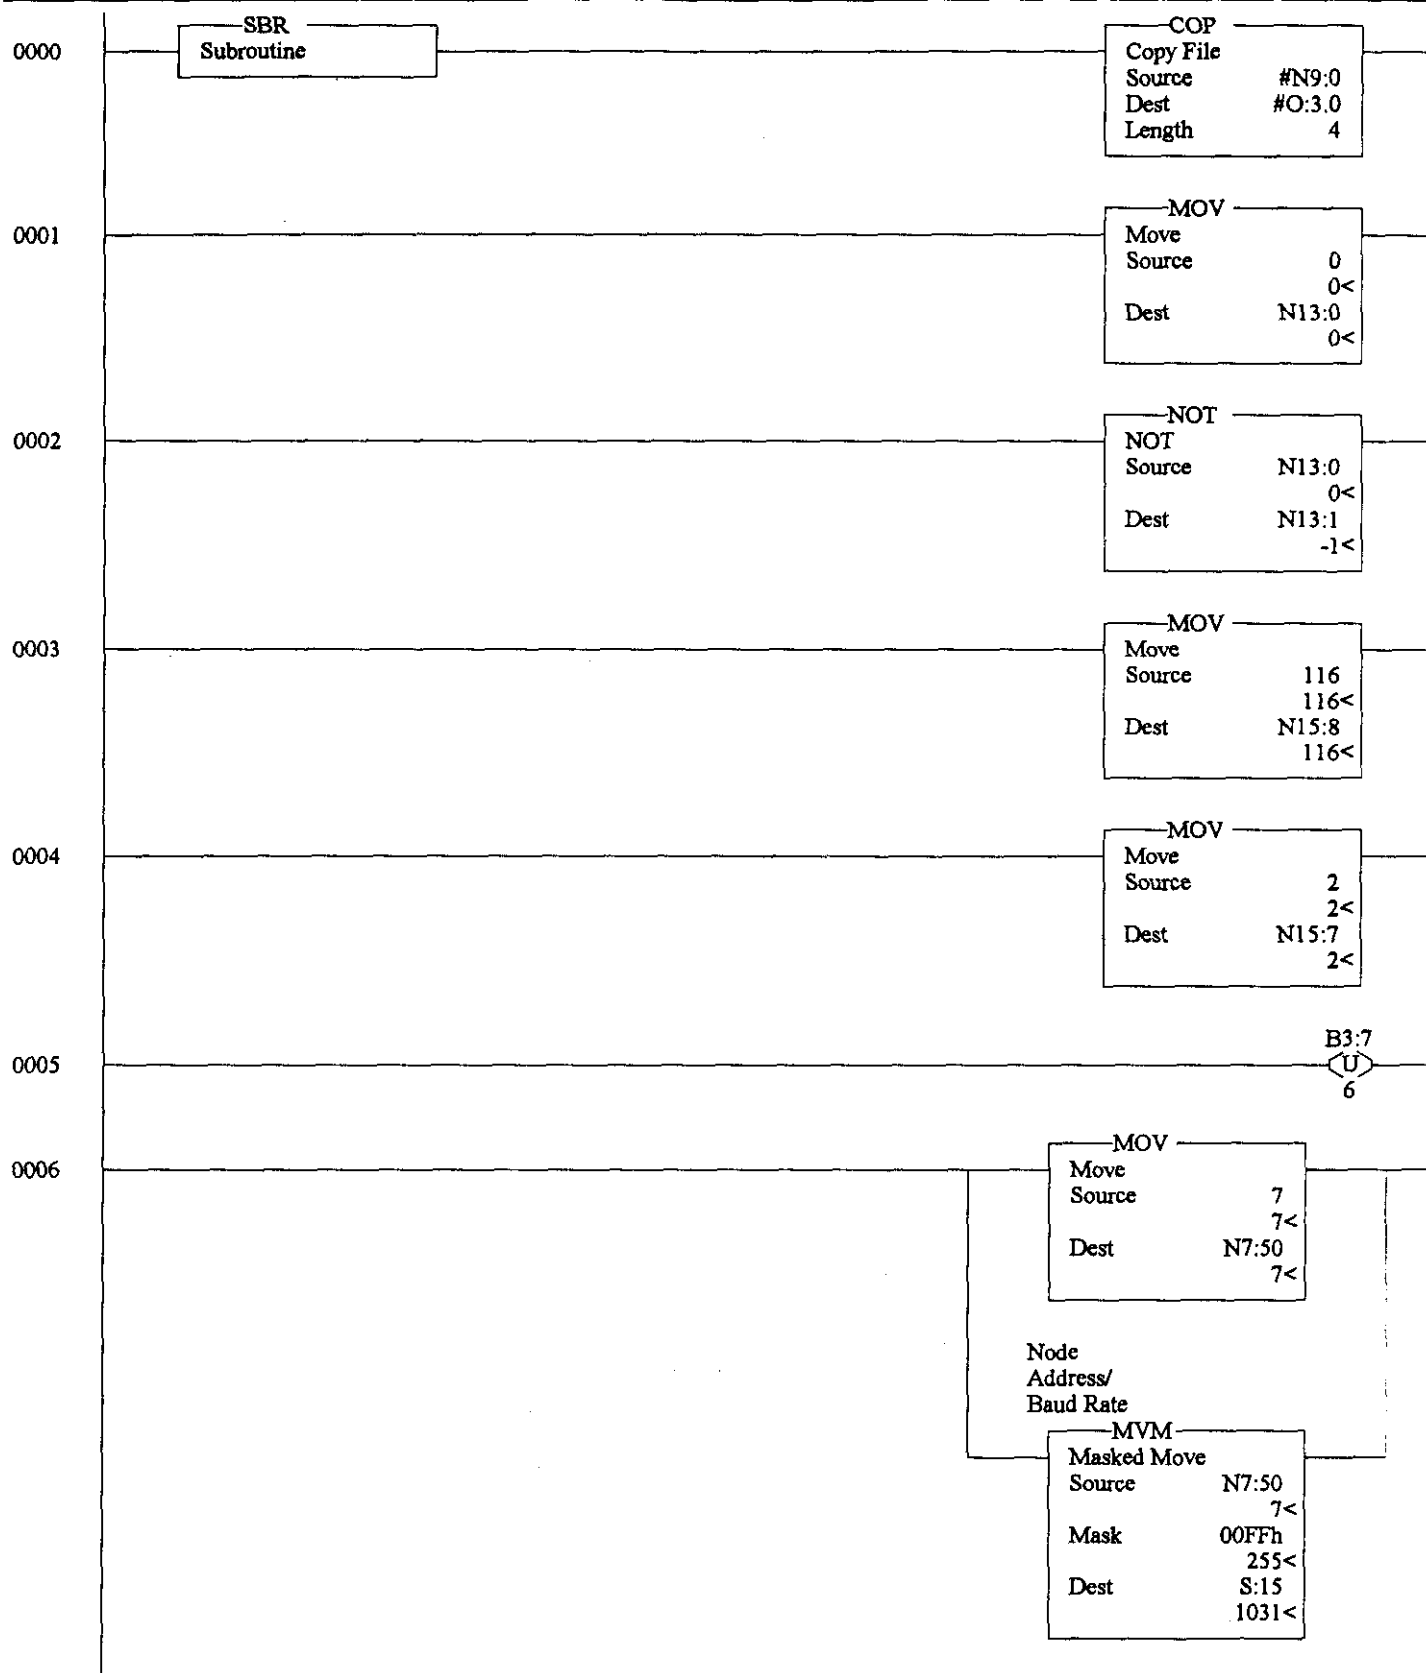 SBR
COP
0000
Subroutine
Copy File
Source #N9:0
Dest #O:3.0
Length 4
MOV
0001
Move
Source 0
0<
Dest N13:0
0<
NOT
0002
NOT
Source N13:0
0<
Dest N13:1
-1<
MOV
0003
Move
Source 116
116<
Dest N15:8
116<
MOV
0004
Move
Source 2
2<
Dest N15:7
2<
B3:7
0005
U
6
MOV
0006
Move
Source 7
7<
Dest N7:50
7<
Node
Address/
Baud Rate
MVM
Masked Move
Source N7:50
7<
Mask 00FFh
255<
Dest S:15
1031<